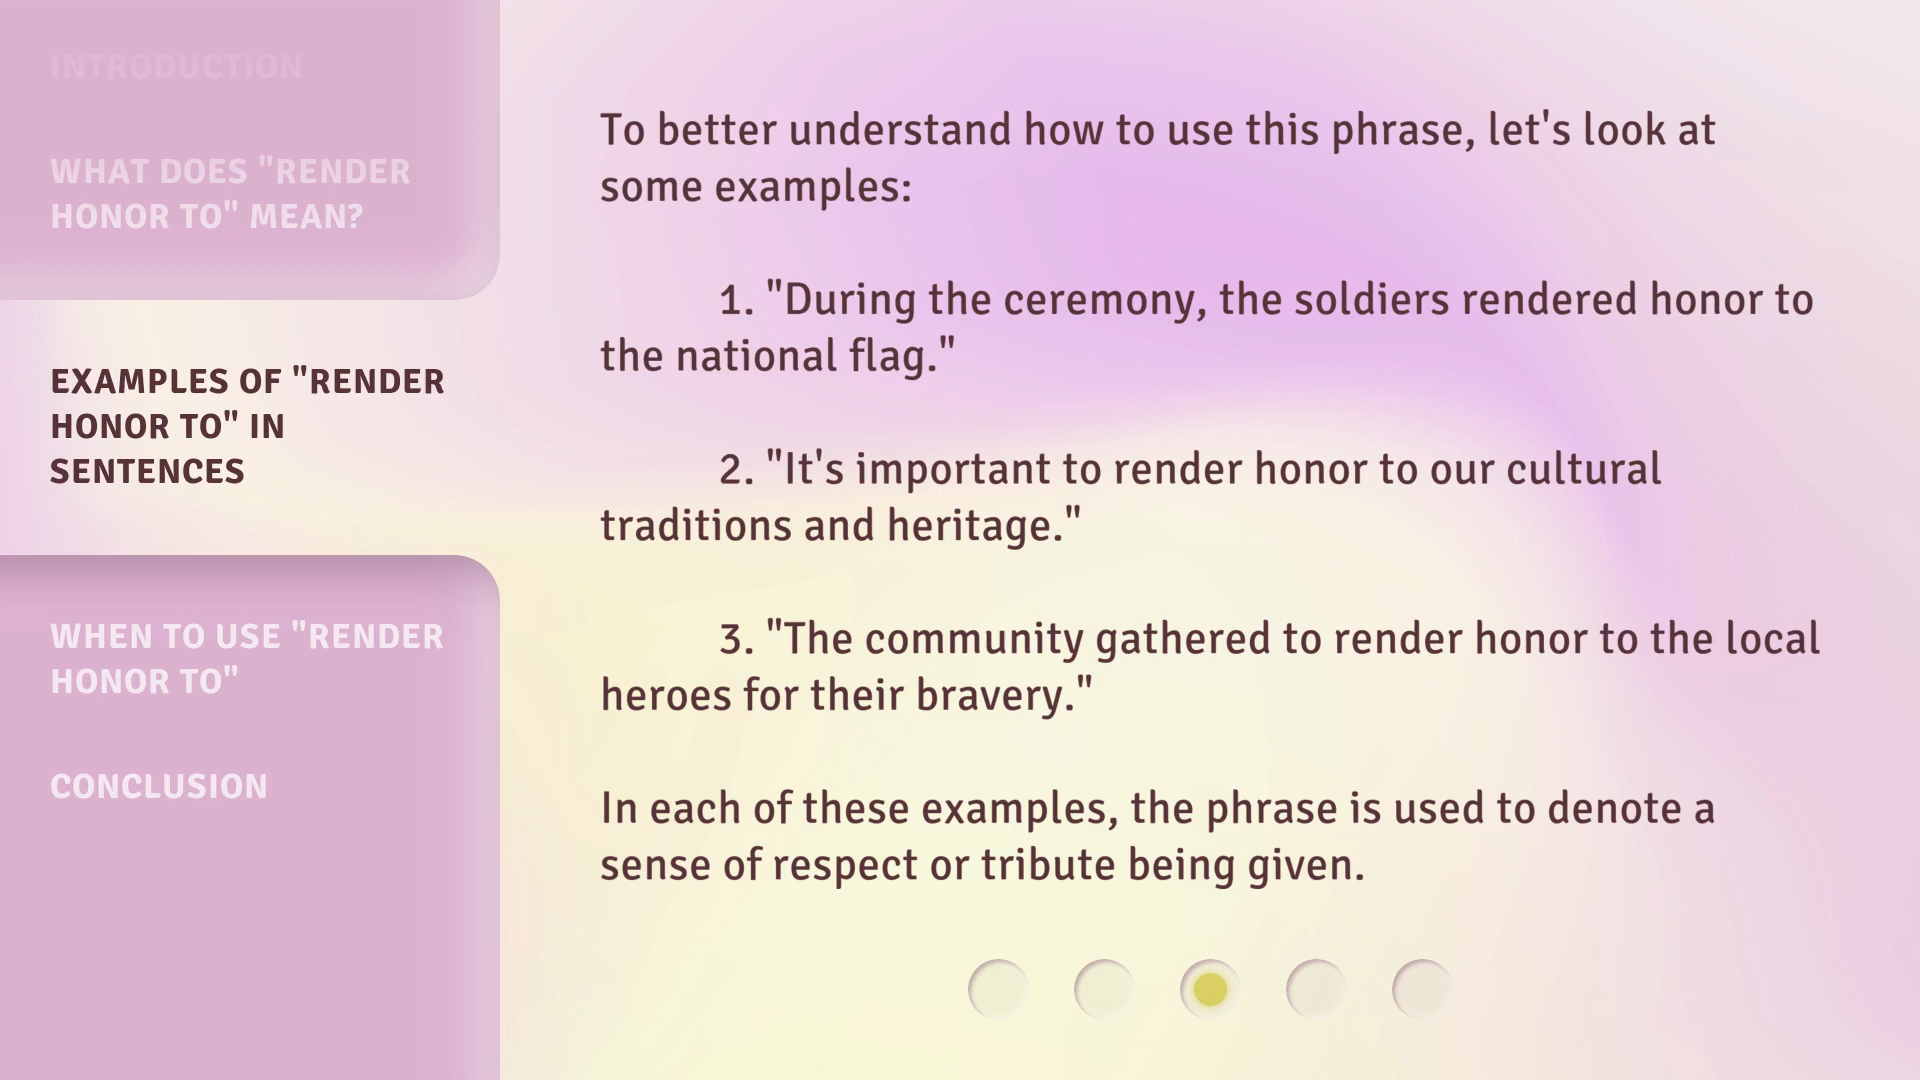 INTRODUCTION
WHAT DOES "RENDER
HONOR TO" MEAN?
EXAMPLES OF "RENDER
HONOR TO" IN
SENTENCES
WHEN TO USE "RENDER
HONOR TO"
CONCLUSION
To better understand how to use this phrase, let's look at
some examples:
1. "During the ceremony, the soldiers rendered honor to
the national flag."
2. "It's important to render honor to our cultural
traditions and heritage."
3. "The community gathered to render honor to the local
heroes for their bravery."
In each of these examples, the phrase is used to denote a
sense of respect or tribute being given.